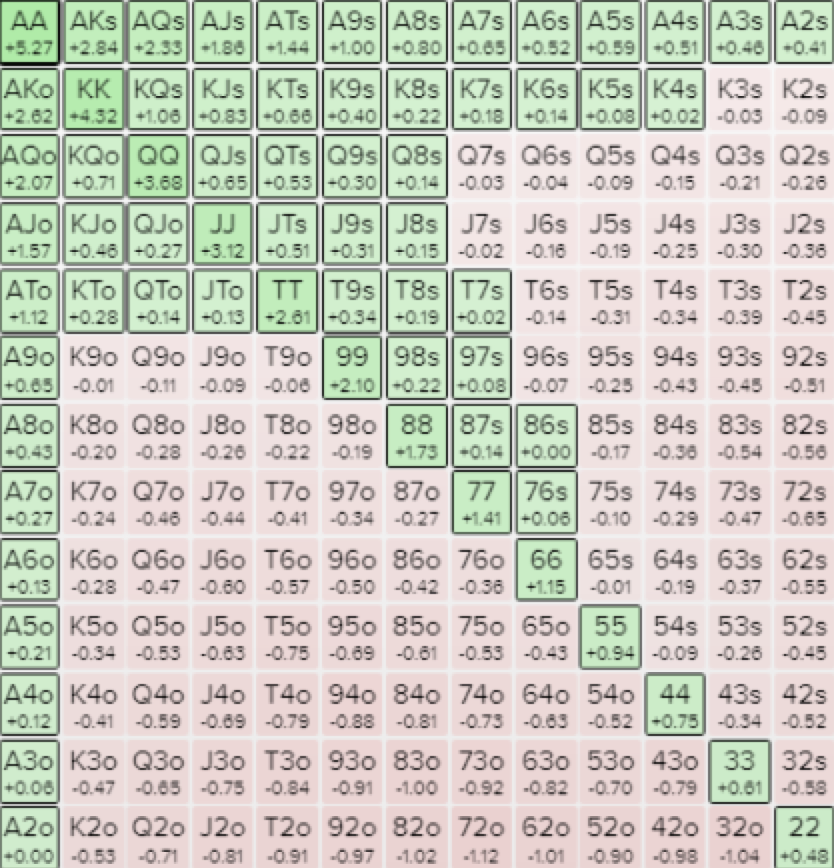 AA AKs AQs AJs ATs A9s A8s A7s A6s A5s A4s A3s A2s
+5.27 +2.84 +2.33 +1.86 +1.44 +1.00 +0.80 +0.65 +0.52 +0.59 +0.51 +0.46 +0.41
AKo KK KQs KJs KTs K9s K8s K7s K6s K5s K4s K3s K2s
+2.62 +4.32 +1.06 +0.83 +0.66 +0.40 +0.22 +0.18 +0.14 +0.08 +0.02 -0.03 -0.09
AQo KQo QQ QJs QTs Q9s Q8s Q7s Q6s Q5s Q4s Q3s Q2s
+2.07 +0.71 +3.68 +0.65 +0.53 +0.30 +0.14 -0.03 -0.04 -0.09 -0.15 -0.21 -0.26
AJo KJo QJo JJ JTs J9s J8s J7s J6s J5s J4s J3s J2s
+1.57 +0.46 +0.27 +3.12 +0.51 +0.31 +0.15 -0.02 -0.16 -0.19 -0.25 -0.30 -0.36
ATo KTo QTo JTo TT T9s T8s T7s T6s T5s T4s T3s T2s
+1.12 +0.28 +0.14 +0.13 +2.61 +0.34 +0.19 +0.02 -0.14 -0.31 -0.34 -0.39 -0.45
A9o K9o Q9o J9o T9o 99 98s 97s 96s 95s 94s 93s 92s
+0.65 -0.01 -0.11 -0.09 -0.06 +2.10 +0.22 +0.08 -0.07 -0.25 -0.43 -0.45 -0.51
A8o K8o Q8o J8o T8o 98o 88 87s 86s 85s 84s 83s 82s
+0.43 -0.20 -0.28 -0.26 -0.22 -0.19 +1.73 +0.14 +0.00 -0.17 -0.36 -0.54 -0.56
A7o K7o Q7o J7o T7o 97o 87o 77 76s 75s 74s 73s 72s
+0.27 -0.24 -0.46 -0.44 -0.41 -0.34 -0.27 +1.41 +0.06 -0.10 -0.29 -0.47 -0.65
A6o K6o Q6o J6o T6o 96o 86o 76o 66 65s 64s 63s 62s
+0.13 -0.28 -0.47 -0.60 -0.57 -0.50 -0.42 -0.36 +1.15 -0.01 -0.19 -0.37 -0.55
A5o K5o Q5o J5o T5o 95o 85o 75o 65o 55 54s 53s 52s
+0.21 -0.34 -0.53 -0.63 -0.75 -0.69 -0.61 -0.53 -0.43 +0.94 -0.09 -0.26 -0.45
A4o K4o Q4o J4o T4o 94o 84o 74o 64o 54o 44 43s 42s
+0.12 -0.41 -0.59 -0.69 -0.79 -0.88 -0.81 -0.73 -0.63 -0.52 +0.75 -0.34 -0.52
A3o K3o Q3o J3o T3o 93o 83o 73o 63o 53o 43o 33 32s
+0.06 -0.47 -0.65 -0.75 -0.84 -0.91 -1.00 -0.92 -0.82 -0.70 -0.79 +0.61 -0.58
A2o K2o Q2o J2o T2o 92o 82o 72o 62o 52o 42o 32o 22
+0.00 -0.53 -0.71 -0.81 -0.91 -0.97 -1.02 -1.12 -1.01 -0.90 -0.98 -1.04 +0.48